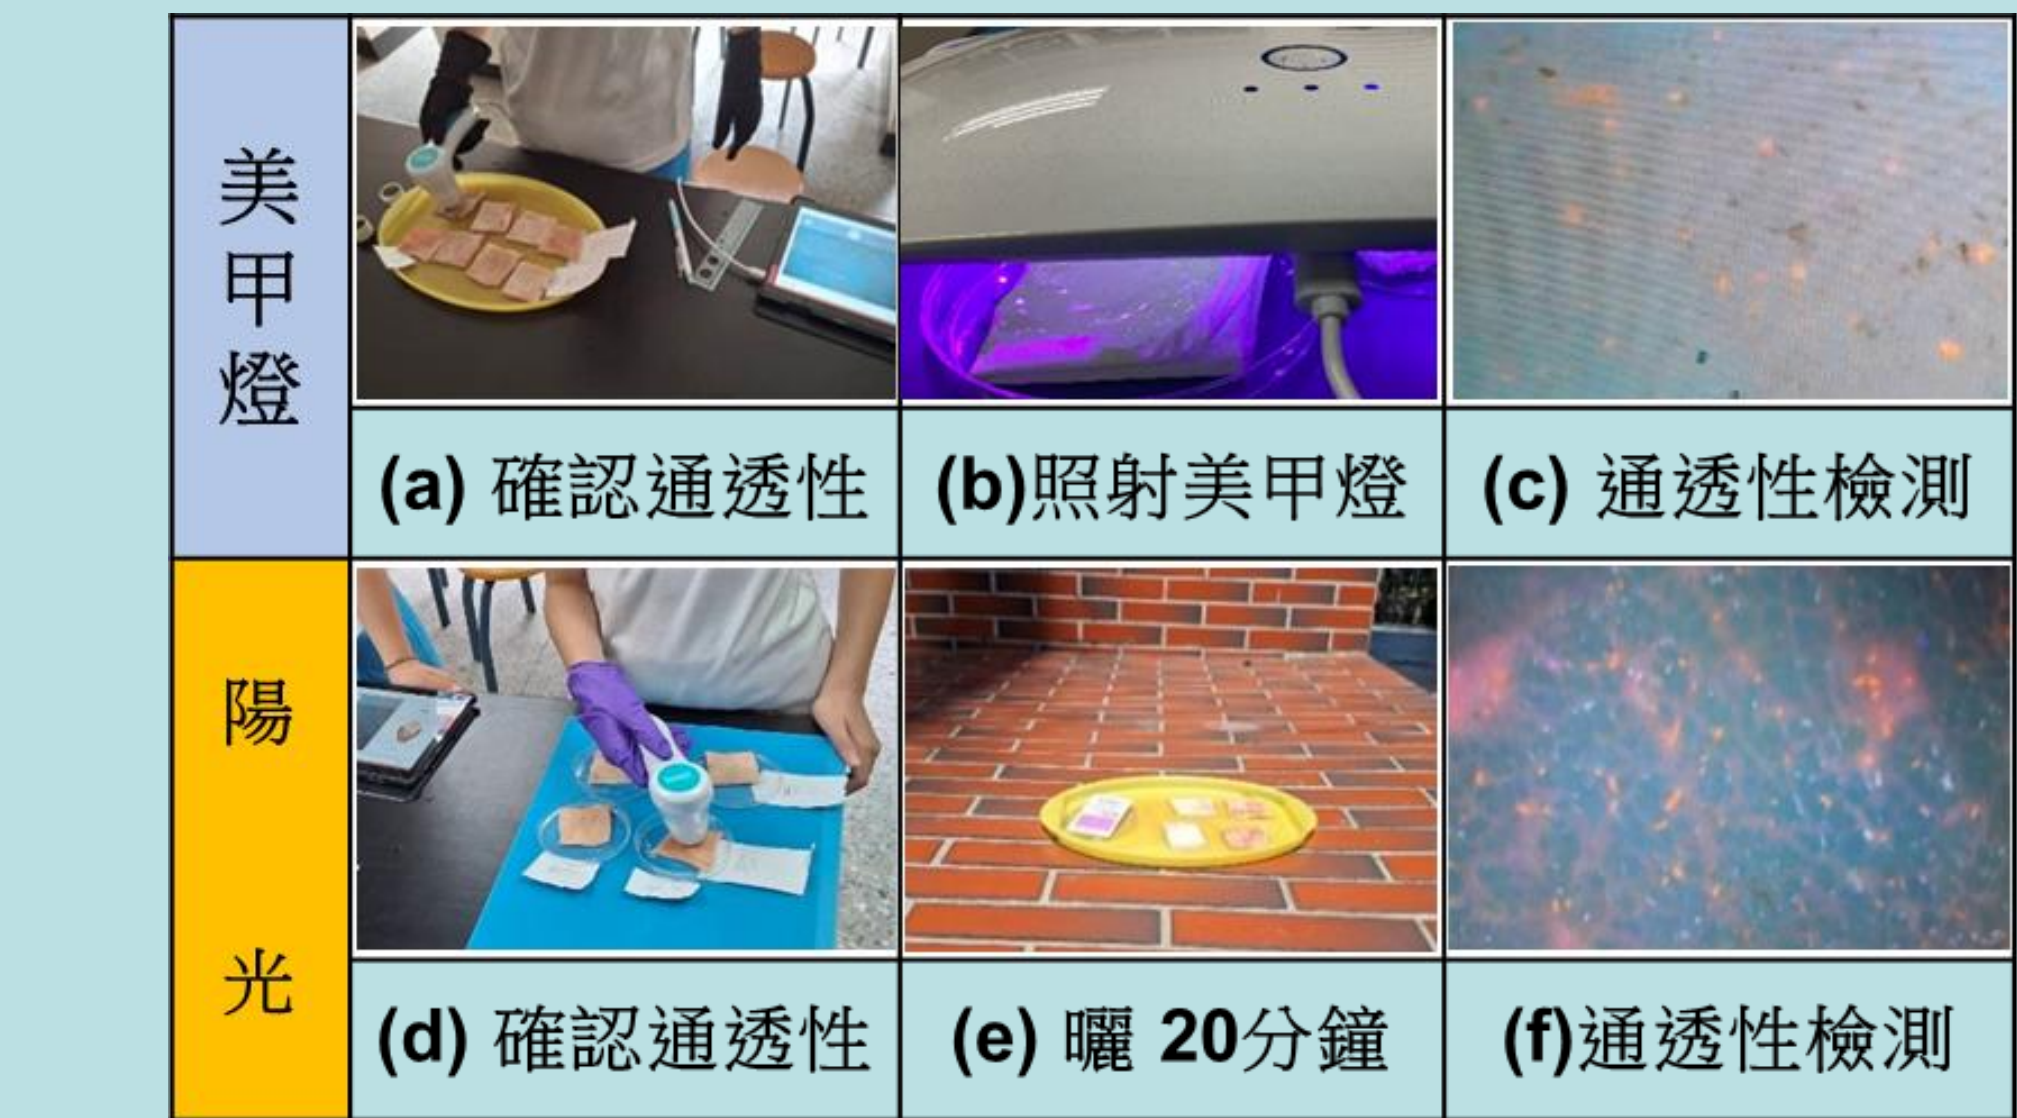 美甲燈
(a) 確認通透性
(b)照射美甲燈
(c) 通透性檢測
陽光
(d) 確認通透性
(e) 曬 20分鐘
(f)通透性檢測